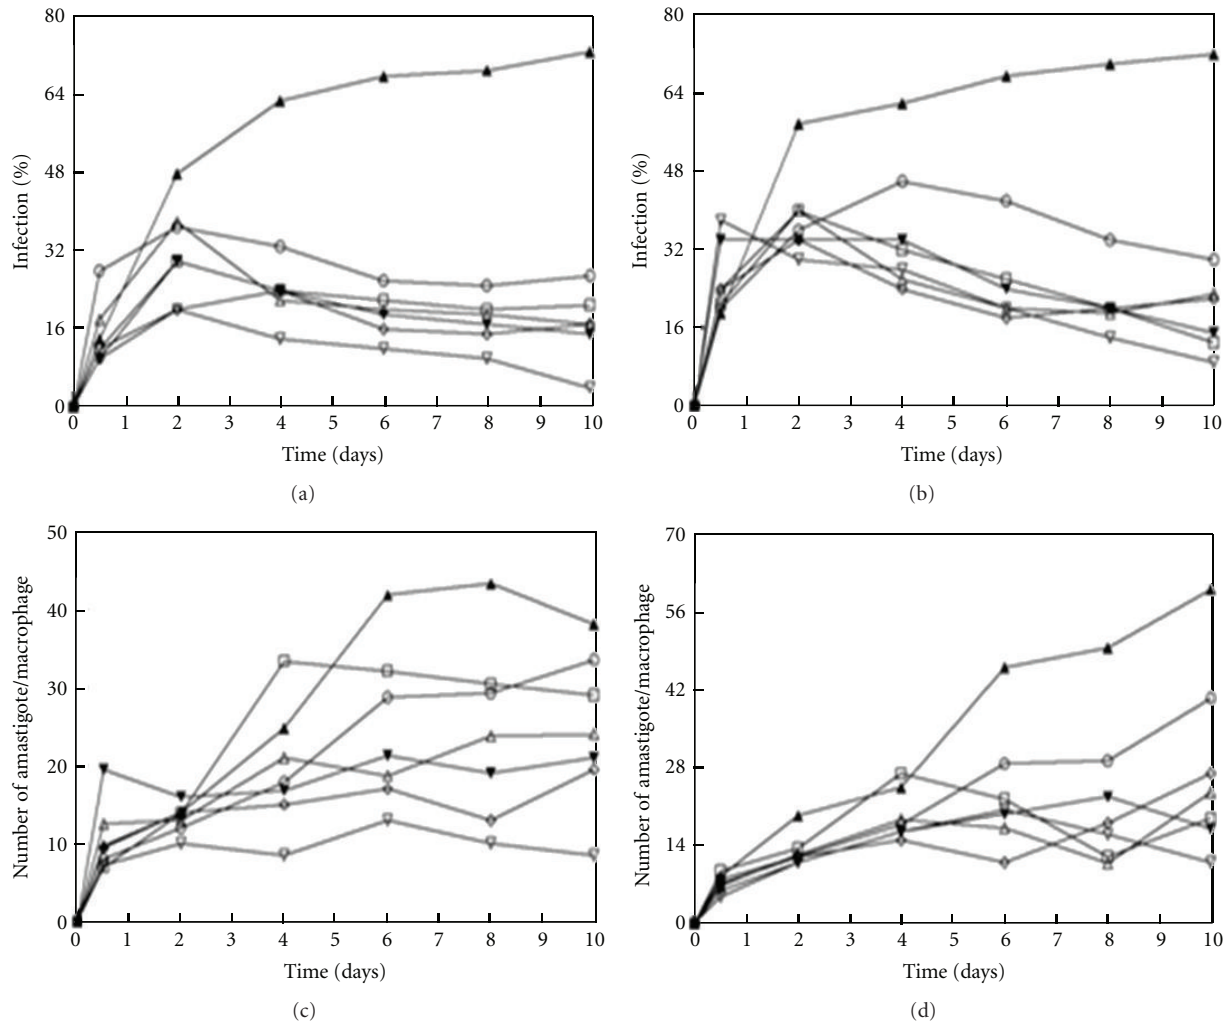 80
64
48
32
16
0
Infection (%)
0 1 2 3 4 5 6 7 8 9 10
Time (days)
(a)
80
64
48
32
16
0
Infection (%)
0 1 2 3 4 5 6 7 8 9 10
Time (days)
(b)
50
40
30
20
10
0
Number of amastigote/macrophage
0 1 2 3 4 5 6 7 8 9 10
Time (days)
(c)
70
56
42
28
14
0
Number of amastigote/macrophage
0 1 2 3 4 5 6 7 8 9 10
Time (days)
(d)